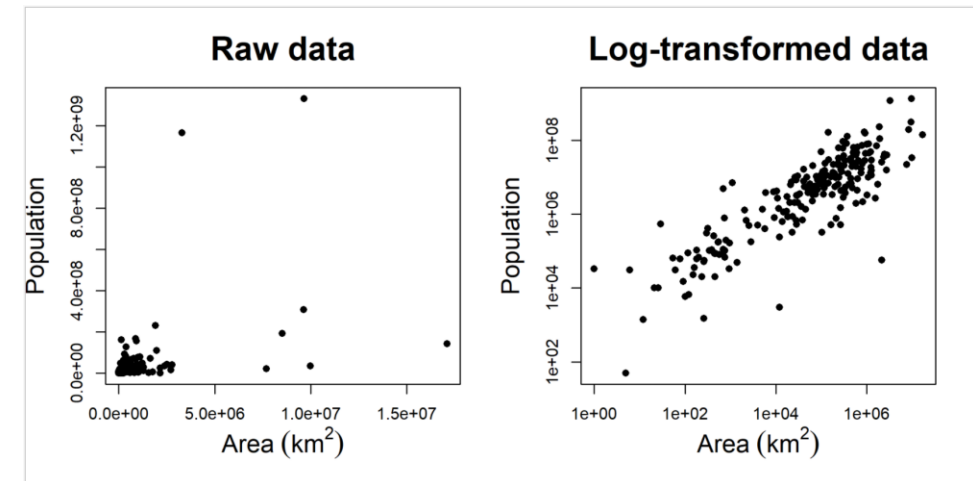 Raw data
Population
0.0e+00
4.0e+08
8.0e+08
1.2e+09
0.0e+00 5.0e+06 1.0e+07 1.5e+07
Area (km²)
Log-transformed data
Population
1e+02
1e+04
1e+06
1e+08
1e+00 1e+02 1e+04 1e+06
Area (km²)